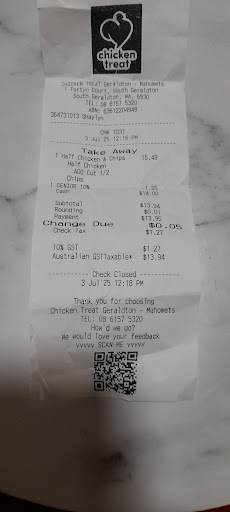 chicken
treat
Chicken Treat Geraldton - Mahomets
1 Fortyn Court, South Geraldton
South Geraldton, WA, 6530
TEL: 08 6157 5320
ABN: 63612204949
364731013 Shaylyn
CHK 1031
3 Jul'25 12:18 PM
Take Away
1 Half Chicken & Chips 15.49
Half Chicken
ADD Cut 1/2
Chips
1 SENIOR 10% -1.55
Cash $14.00
Subtotal $13.94
Rounding $0.01
Payment $13.95
Change Due $0.05
Check Tax $1.27
10% GST $1.27
Australian GSTTaxable* $13.94
Check Closed
3 Jul'25 12:18 PM
Thank you for choosing
Chicken Treat Geraldton - Mahomets
TEL: 08 6157 5320
How'd we go?
We would love your feedback
vvvvv SCAN ME vvvvv